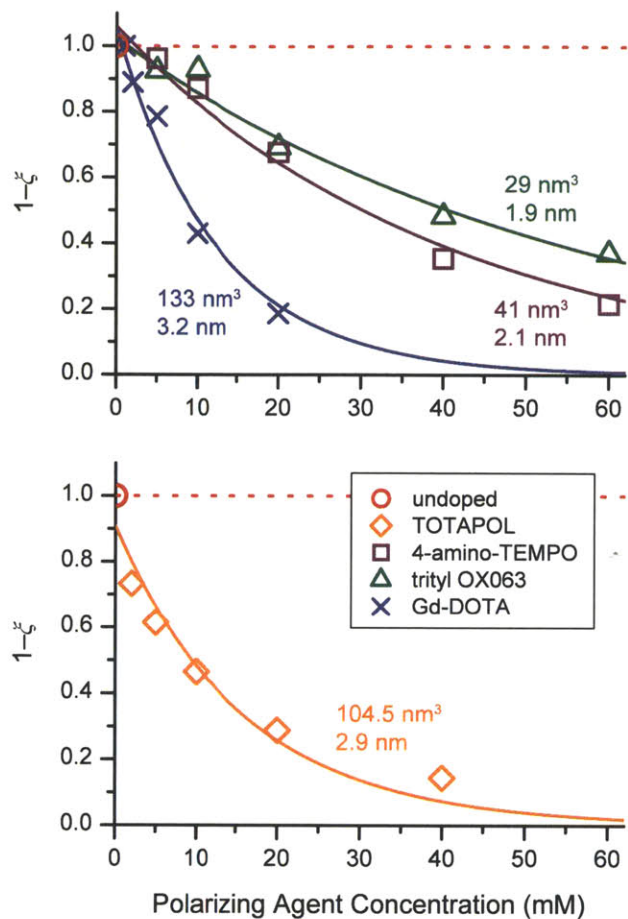 1.0
0.8
0.6
0.4
0.2
0.0
1–ξ
29 nm³
1.9 nm
133 nm³
3.2 nm
41 nm³
2.1 nm
0 10 20 30 40 50 60
1.0
0.8
0.6
0.4
0.2
0.0
1–ξ
undoped
TOTAPOL
4-amino-TEMPO
trityl OX063
Gd-DOTA
104.5 nm³
2.9 nm
0 10 20 30 40 50 60
Polarizing Agent Concentration (mM)